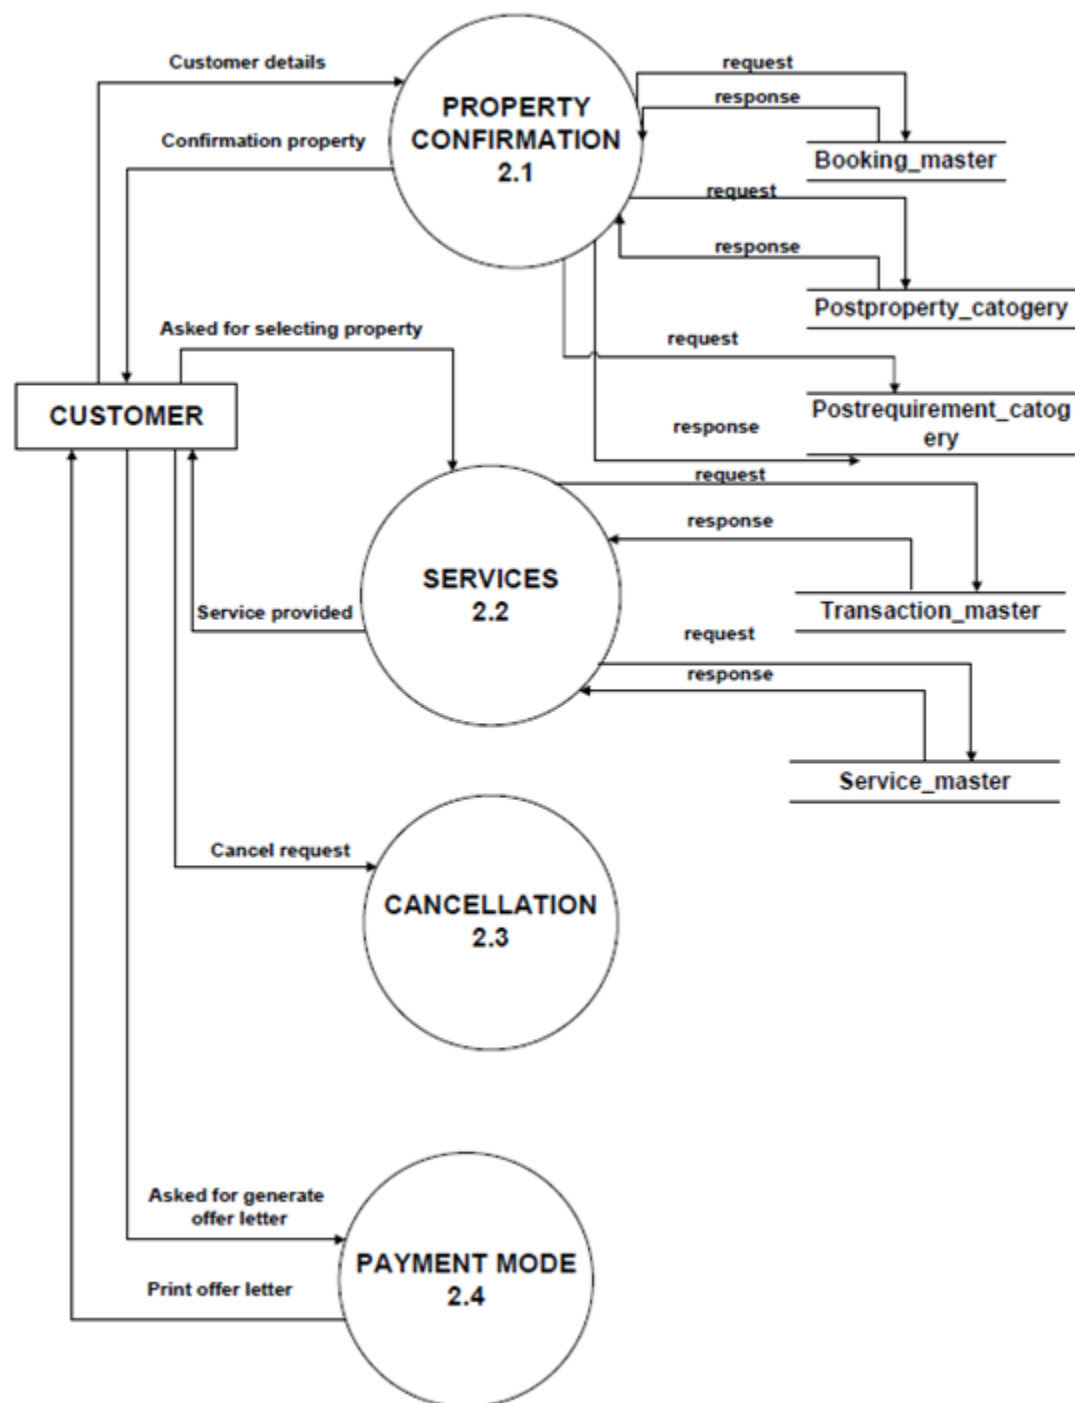 Customer details
request
PROPERTY
CONFIRMATION
2.1
response
Confirmation property
Booking_master
request
response
Postproperty_catogery
Asked for selecting property
request
CUSTOMER
Postrequirement_catog
ery
response
request
response
SERVICES
2.2
Service provided
Transaction_master
request
response
Service_master
Cancel request
CANCELLATION
2.3
Asked for generate
offer letter
PAYMENT MODE
2.4
Print offer letter